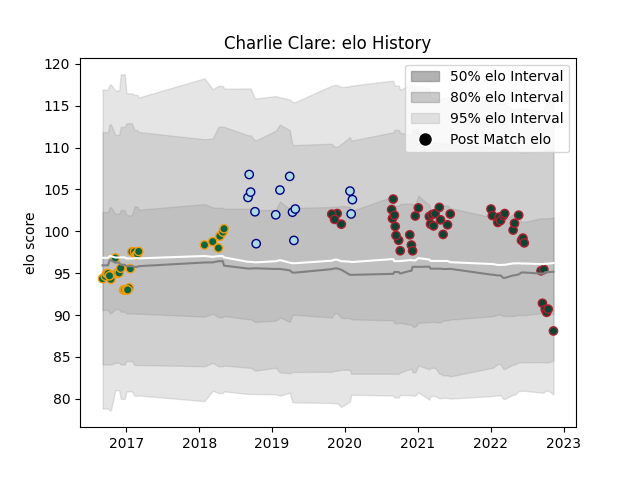 Charlie Clare: elo History
120
115
110
105
100
95
90
85
80
elo score
50% elo Interval
80% elo Interval
95% elo Interval
Post Match elo
2017 2018 2019 2020 2021 2022 2023